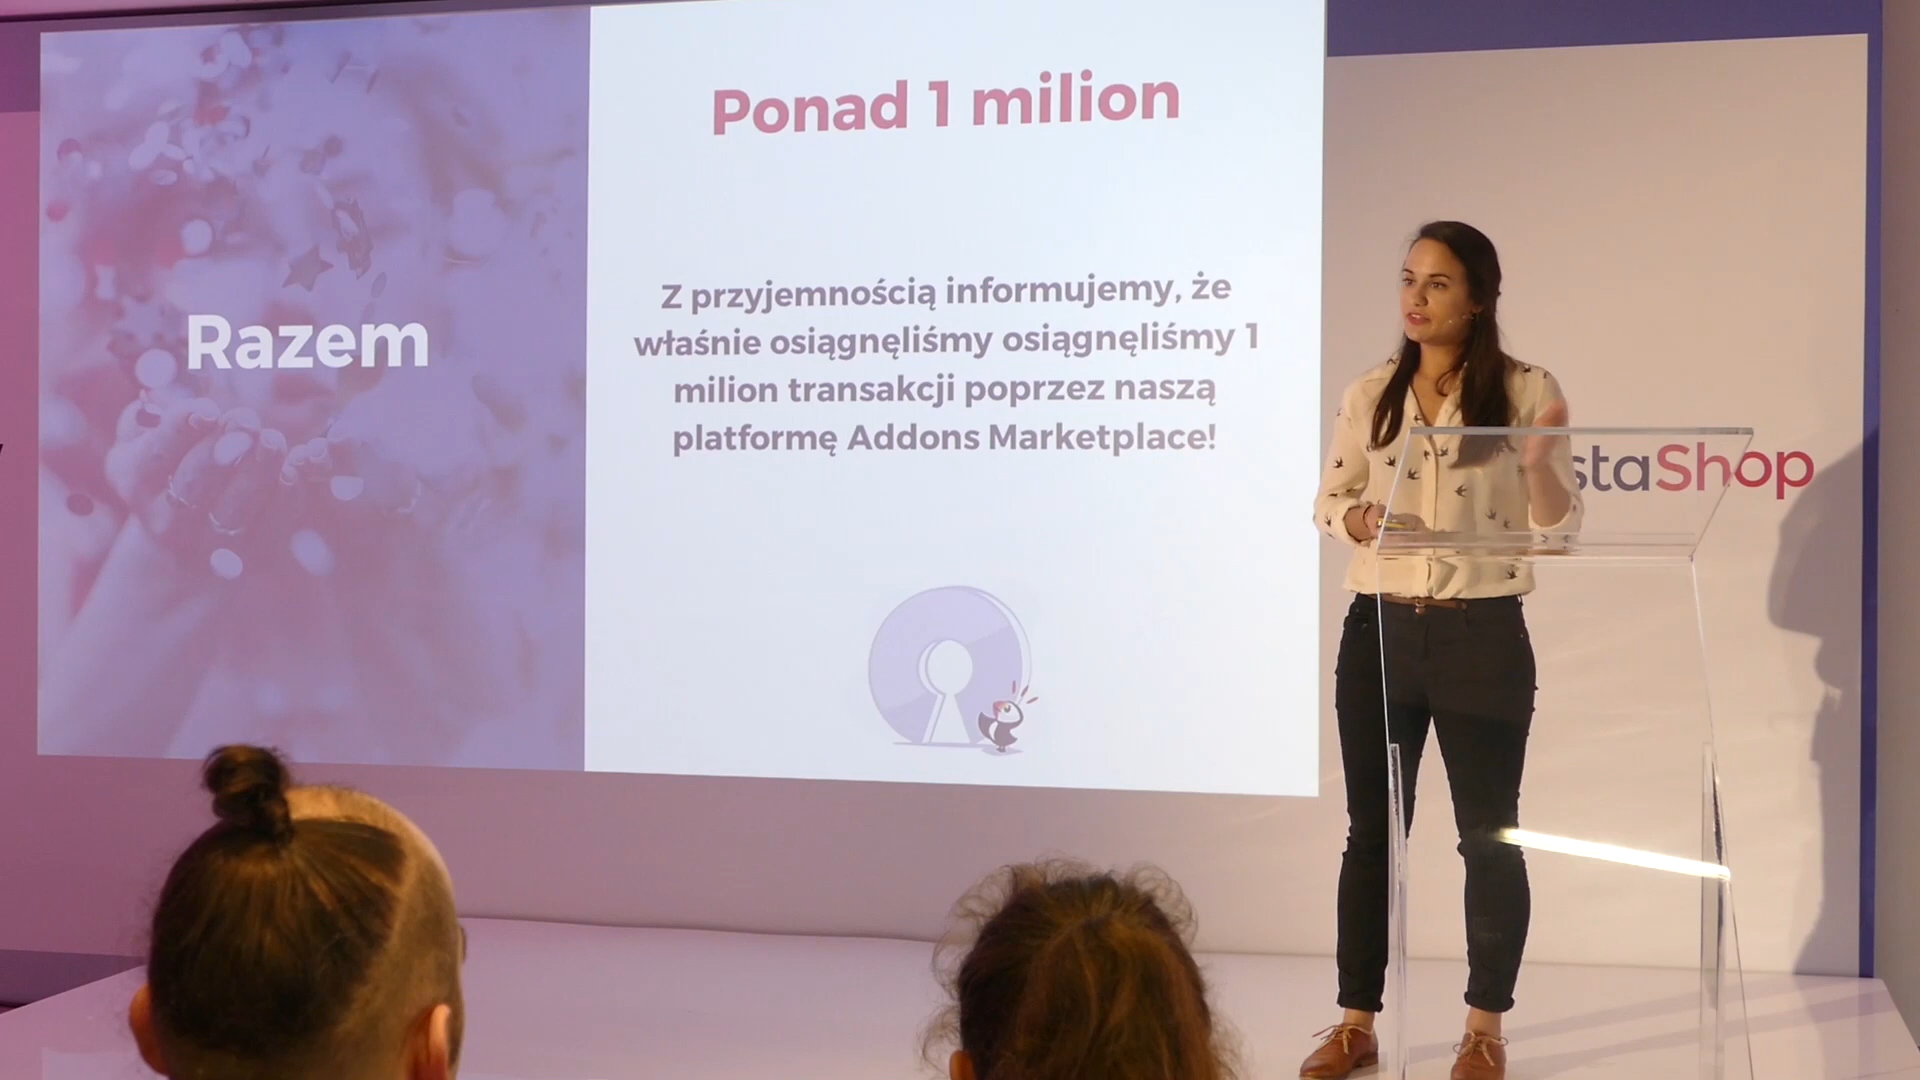 Razem
Ponad 1 milion
Z przyjemnością informujemy, że
właśnie osiągnęliśmy osiągnęliśmy 1
milion transakcji poprzez naszą
platformę Addons Marketplace!
staShop